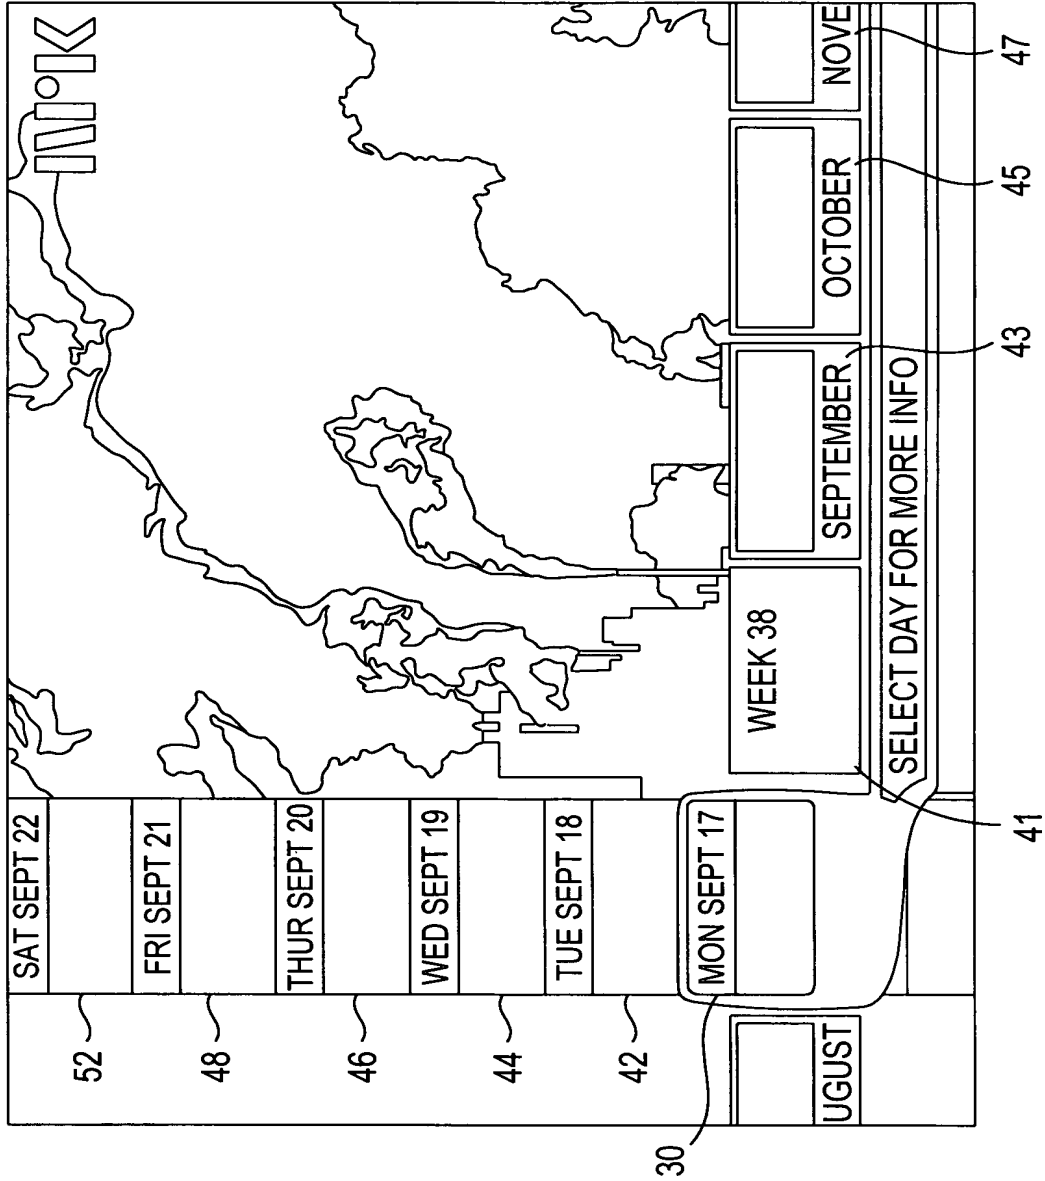 SAT SEPT 22
FRI SEPT 21
THUR SEPT 20
WED SEPT 19
TUE SEPT 18
MON SEPT 17
52
48
46
44
42
30
UGUST
WEEK 38
SEPTEMBER
OCTOBER
NOVE
SELECT DAY FOR MORE INFO
41
43
45
47